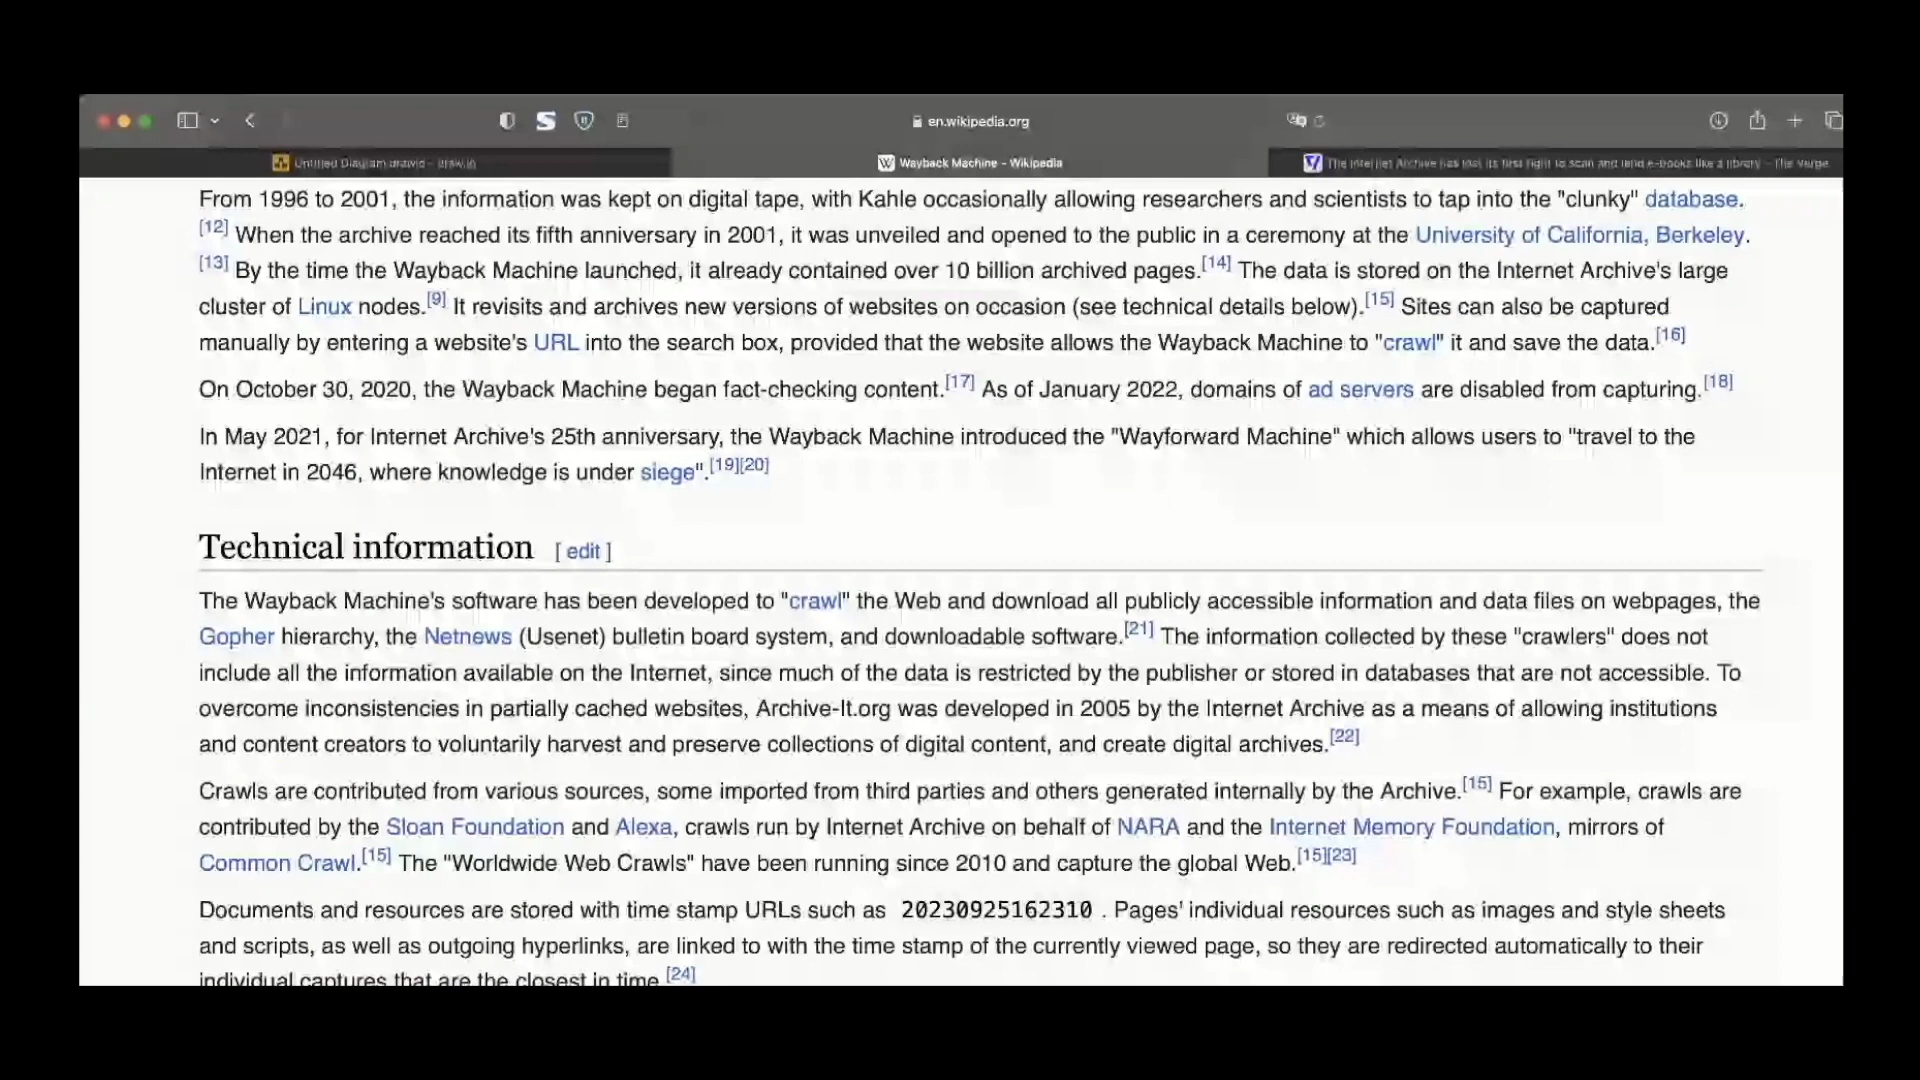 en.wikipedia.org
Untitled Diagram.drawio - draw.io
Wayback Machine - Wikipedia
The Internet Archive has lost its first fight to scan and lend e-books like a library - The Verge
From 1996 to 2001, the information was kept on digital tape, with Kahle occasionally allowing researchers and scientists to tap into the "clunky" database.
[12] When the archive reached its fifth anniversary in 2001, it was unveiled and opened to the public in a ceremony at the University of California, Berkeley.
[13] By the time the Wayback Machine launched, it already contained over 10 billion archived pages.[14] The data is stored on the Internet Archive's large
cluster of Linux nodes.[9] It revisits and archives new versions of websites on occasion (see technical details below).[15] Sites can also be captured
manually by entering a website's URL into the search box, provided that the website allows the Wayback Machine to "crawl" it and save the data.[16]
On October 30, 2020, the Wayback Machine began fact-checking content.[17] As of January 2022, domains of ad servers are disabled from capturing.[18]
In May 2021, for Internet Archive's 25th anniversary, the Wayback Machine introduced the "Wayforward Machine" which allows users to "travel to the
Internet in 2046, where knowledge is under siege".[19][20]
Technical information [ edit ]
The Wayback Machine's software has been developed to "crawl" the Web and download all publicly accessible information and data files on webpages, the
Gopher hierarchy, the Netnews (Usenet) bulletin board system, and downloadable software.[21] The information collected by these "crawlers" does not
include all the information available on the Internet, since much of the data is restricted by the publisher or stored in databases that are not accessible. To
overcome inconsistencies in partially cached websites, Archive-It.org was developed in 2005 by the Internet Archive as a means of allowing institutions
and content creators to voluntarily harvest and preserve collections of digital content, and create digital archives.[22]
Crawls are contributed from various sources, some imported from third parties and others generated internally by the Archive.[15] For example, crawls are
contributed by the Sloan Foundation and Alexa, crawls run by Internet Archive on behalf of NARA and the Internet Memory Foundation, mirrors of
Common Crawl.[15] The "Worldwide Web Crawls" have been running since 2010 and capture the global Web.[15][23]
Documents and resources are stored with time stamp URLs such as 20230925162310 . Pages' individual resources such as images and style sheets
and scripts, as well as outgoing hyperlinks, are linked to with the time stamp of the currently viewed page, so they are redirected automatically to their
individual captures that are the closest in time.[24]